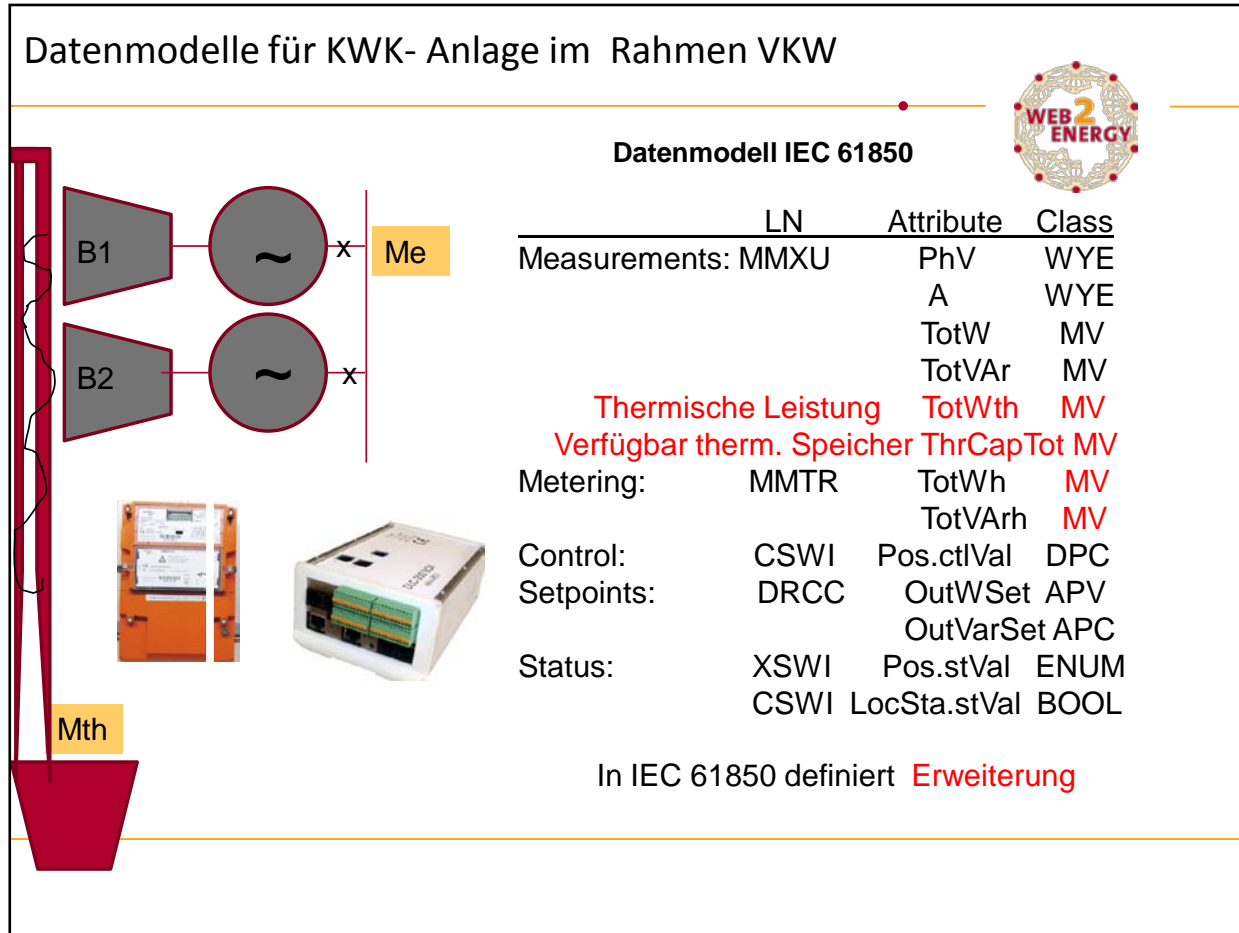 Datenmodelle für KWK- Anlage im Rahmen VKW
WEB2
ENERGY
Datenmodell IEC 61850
B1
~
x
Me
B2
~
x
Mth
LN Attribute Class
Measurements: MMXU PhV WYE
A WYE
TotW MV
TotVAr MV
Thermische Leistung TotWth MV
Verfügbar therm. Speicher ThrCapTot MV
Metering: MMTR TotWh MV
TotVArh MV
Control: CSWI Pos.ctlVal DPC
Setpoints: DRCC OutWSet APV
OutVarSet APC
Status: XSWI Pos.stVal ENUM
CSWI LocSta.stVal BOOL
In IEC 61850 definiert Erweiterung